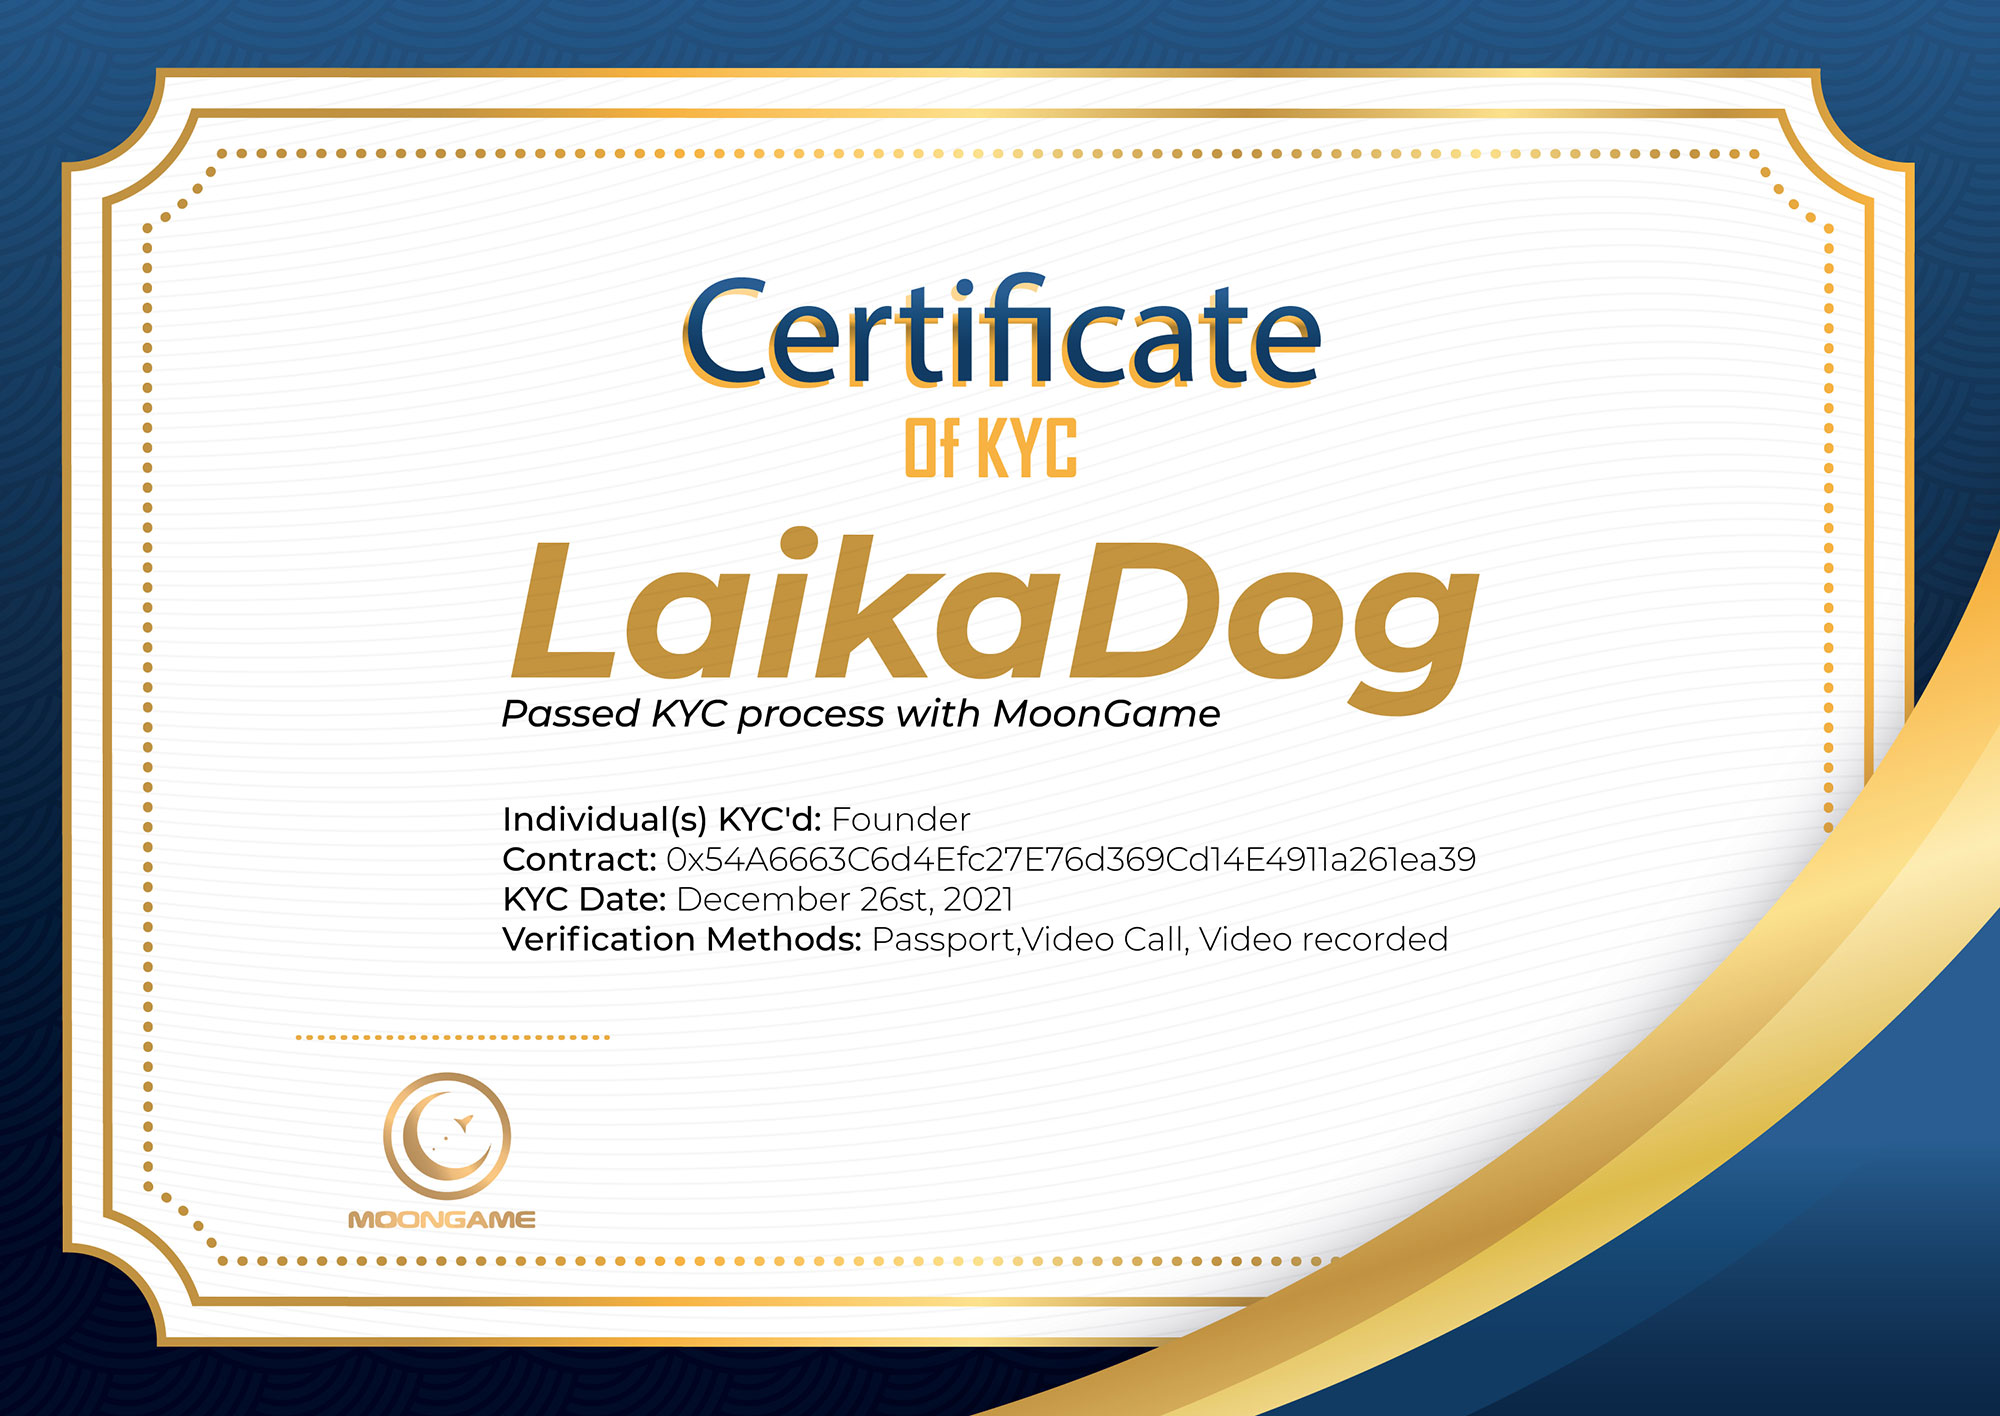 Certificate
Of KYC
LaikaDog
Passed KYC process with MoonGame
Individual(s) KYC'd: Founder
Contract: 0x54A6663C6d4Efc27E76d369Cd14E4911a261ea39
KYC Date: December 26st, 2021
Verification Methods: Passport,Video Call, Video recorded
MOONGAME